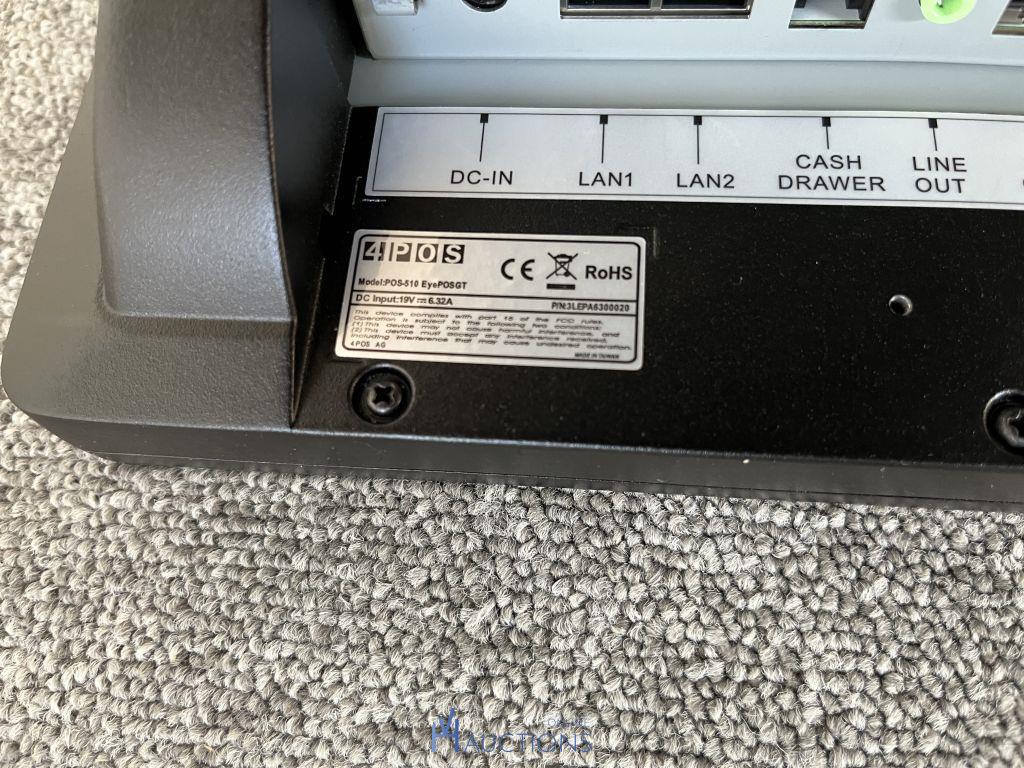 DC-IN
LAN1
LAN2
CASH
DRAWER
LINE
OUT
4POS
CE
RoHS
Model:POS-510 EyePOSGT
DC Input:19V⎓6.32A
P/N:3LEPA6300020
This device complies with part 15 of the FCC rules.
Operation is subject to the following two conditions:
(1)This device may not cause harmful interference, and
(2)This device must accept any interference received,
including interference that may cause undesired operation.
4 POS AG
MADE IN TAIWAN
ONLINE
AUCTIONS